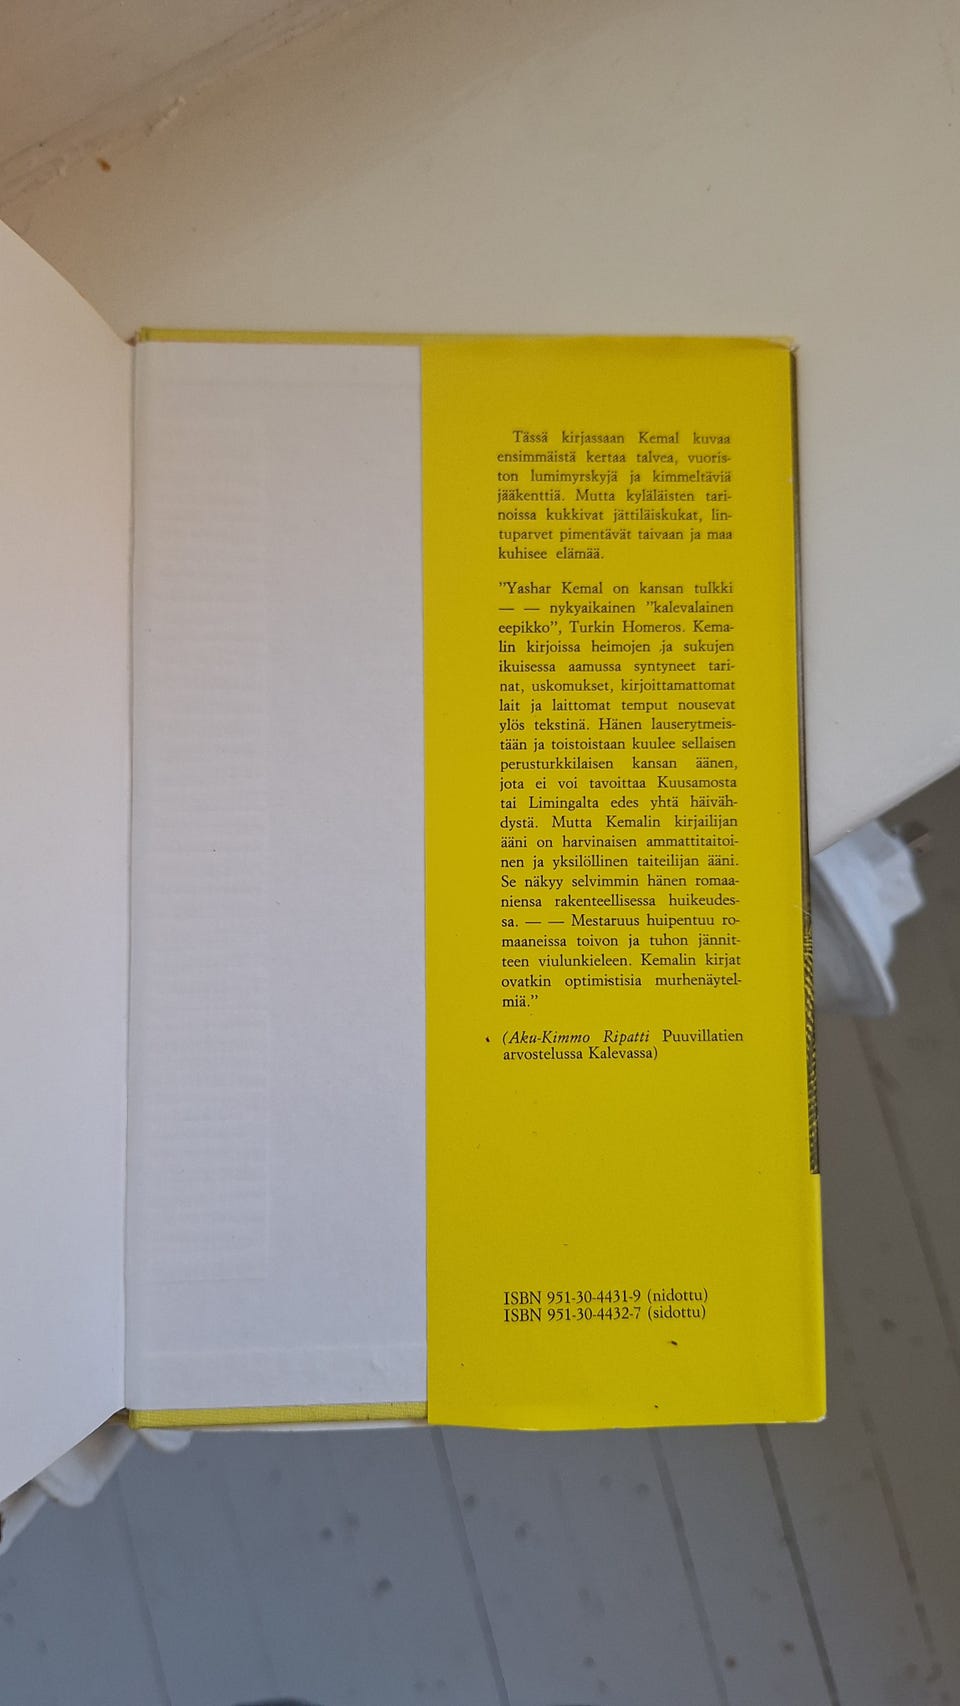 Tässä kirjassaan Kemal kuvaa
ensimmäistä kertaa talvea, vuoris-
ton lumimyrskyjä ja kimmeltäviä
jääkenttiä. Mutta kyläläisten tari-
noissa kukkivat jättiläiskukat, lin-
tuparvet pimentävät taivaan ja maa
kuhisee elämää.
”Yashar Kemal on kansan tulkki
— — nykyaikainen ”kalevalainen
eepikko”, Turkin Homeros. Kema-
lin kirjoissa heimojen ja sukujen
ikuisessa aamussa syntyneet tari-
nat, uskomukset, kirjoittamattomat
lait ja laittomat temput nousevat
ylös tekstinä. Hänen lauserytmeis-
tään ja toistoistaan kuulee sellaisen
perusturkkilaisen kansan äänen,
jota ei voi tavoittaa Kuusamosta
tai Limingalta edes yhtä häiväh-
dystä. Mutta Kemalin kirjailijan
ääni on harvinaisen ammattitaitoi-
nen ja yksilöllinen taiteilijan ääni.
Se näkyy selvimmin hänen romaa-
niensa rakenteellisessa huikeudes-
sa. — — Mestaruus huipentuu ro-
maaneissa toivon ja tuhon jännit-
teen viulunkieleen. Kemalin kirjat
ovatkin optimistisia murhenäytel-
miä.”
(Aku-Kimmo Ripatti Puuvillatien
arvostelussa Kalevassa)
ISBN 951-30-4431-9 (nidottu)
ISBN 951-30-4432-7 (sidottu)